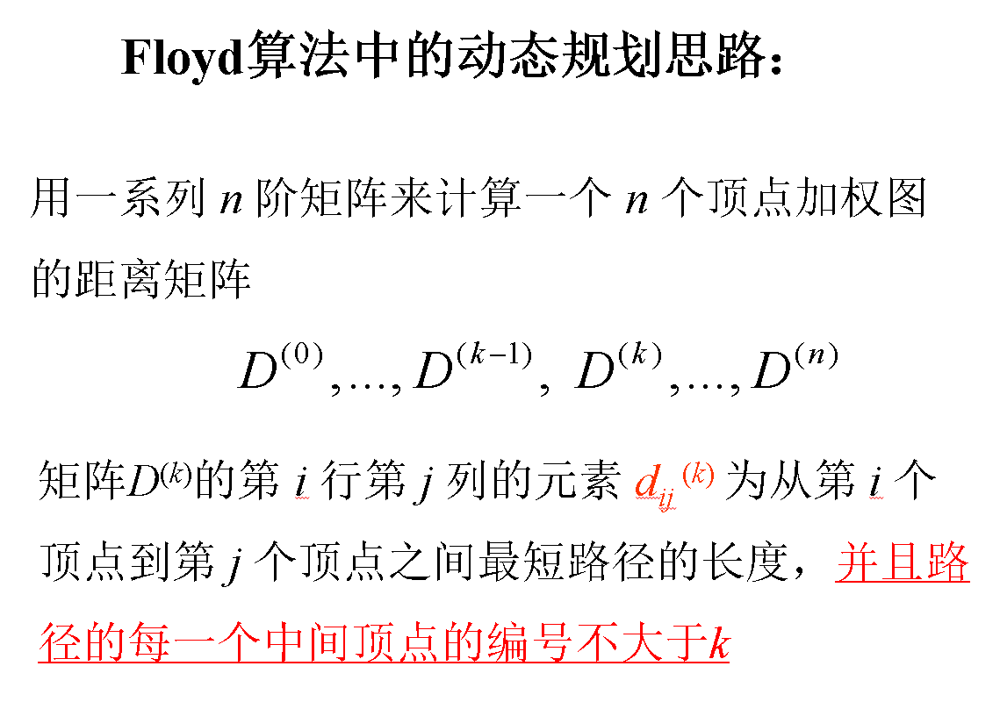 Floyd算法中的动态规划思路：
用一系列 n 阶矩阵来计算一个 n 个顶点加权图
的距离矩阵
D^{(0)},...,D^{(k-1)}, D^{(k)},...,D^{(n)}
矩阵D^{(k)}的第 i 行第 j 列的元素 d_{ij}^{(k)} 为从第 i 个
顶点到第 j 个顶点之间最短路径的长度，并且路
径的每一个中间顶点的编号不大于k